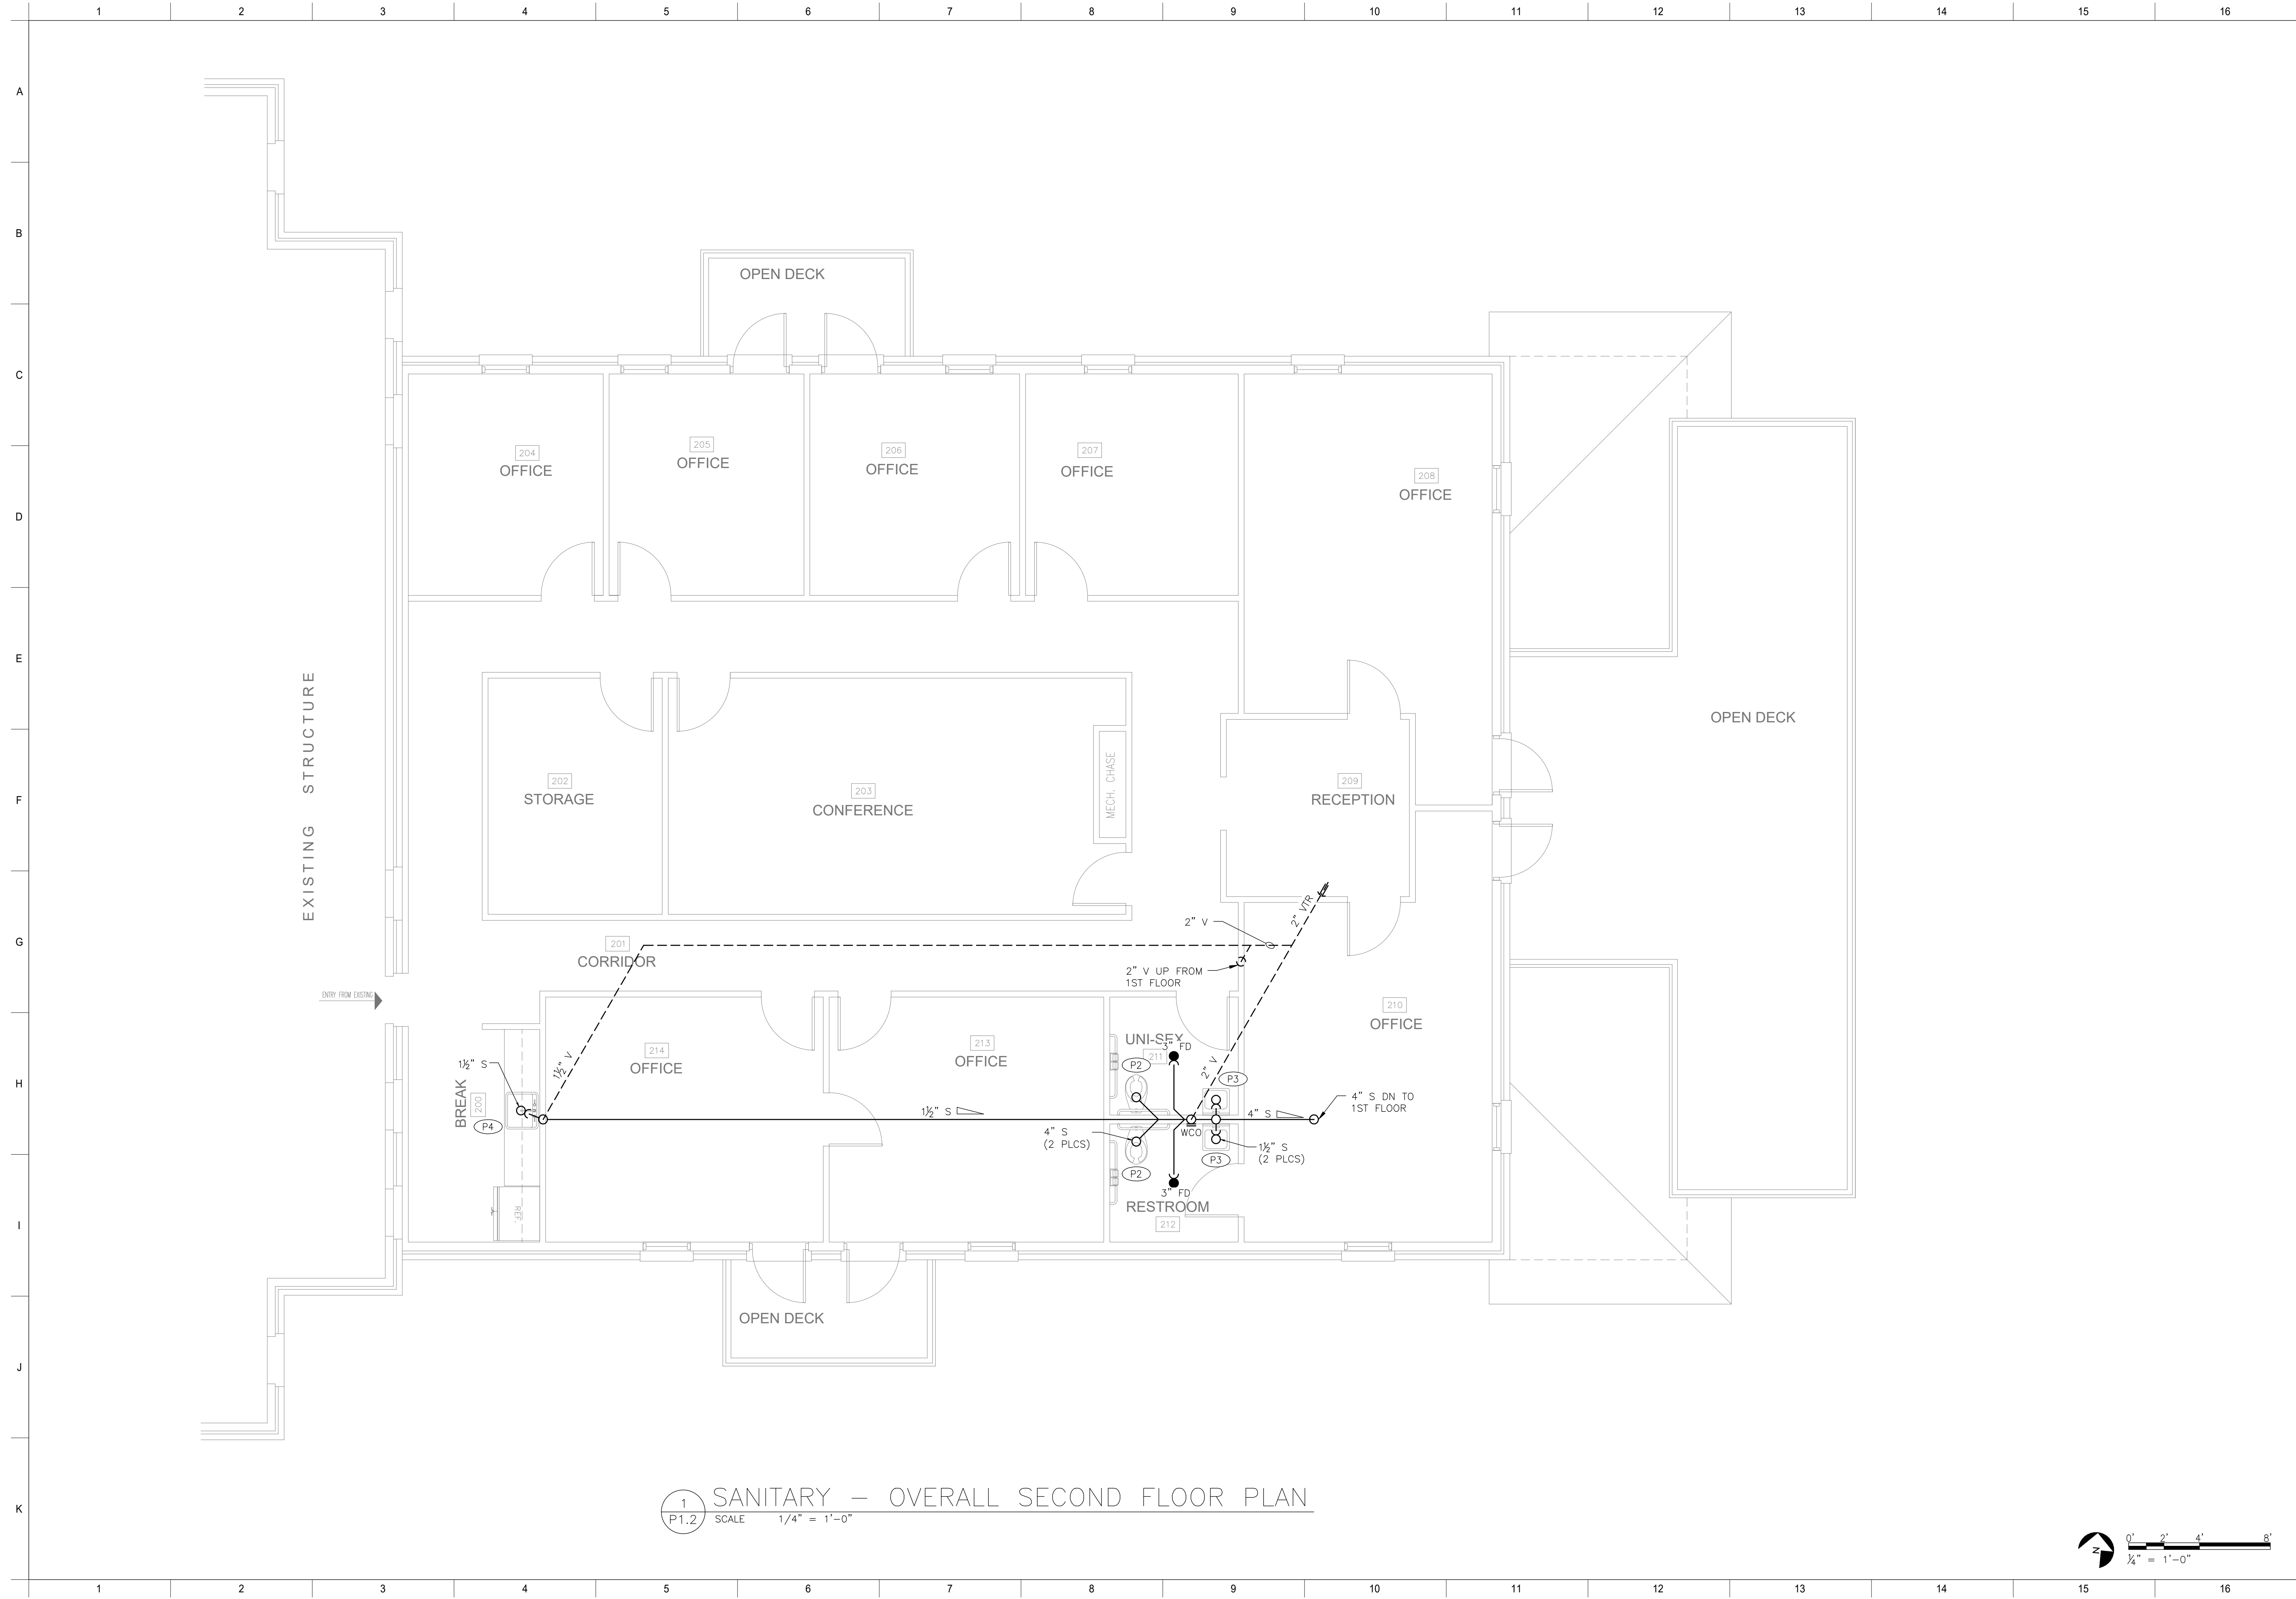 1 2 3 4 5 6 7 8 9 10 11 12 13 14 15 16
A
B
C
D
E
F
G
H
I
J
K
OPEN DECK
204
OFFICE
205
OFFICE
206
OFFICE
207
OFFICE
208
OFFICE
EXISTING STRUCTURE
OPEN DECK
202
STORAGE
203
CONFERENCE
MECH. CHASE
209
RECEPTION
201
CORRIDOR
2" V
2" VTR
2" V UP FROM
1ST FLOOR
ENTRY FROM EXISTING
210
OFFICE
214
OFFICE
213
OFFICE
UNI-SEX
211
3" FD
P2
P3
2" V
1½" V
1½" S
BREAK
200
P4
1½" S
4" S
4" S DN TO
1ST FLOOR
4" S
(2 PLCS)
WCO
1½" S
(2 PLCS)
P2
P3
3" FD
RESTROOM
212
REF.
OPEN DECK
1
P1.2
SANITARY – OVERALL SECOND FLOOR PLAN
SCALE 1/4" = 1'-0"
N
0' 2' 4' 8'
¼" = 1'-0"
1 2 3 4 5 6 7 8 9 10 11 12 13 14 15 16